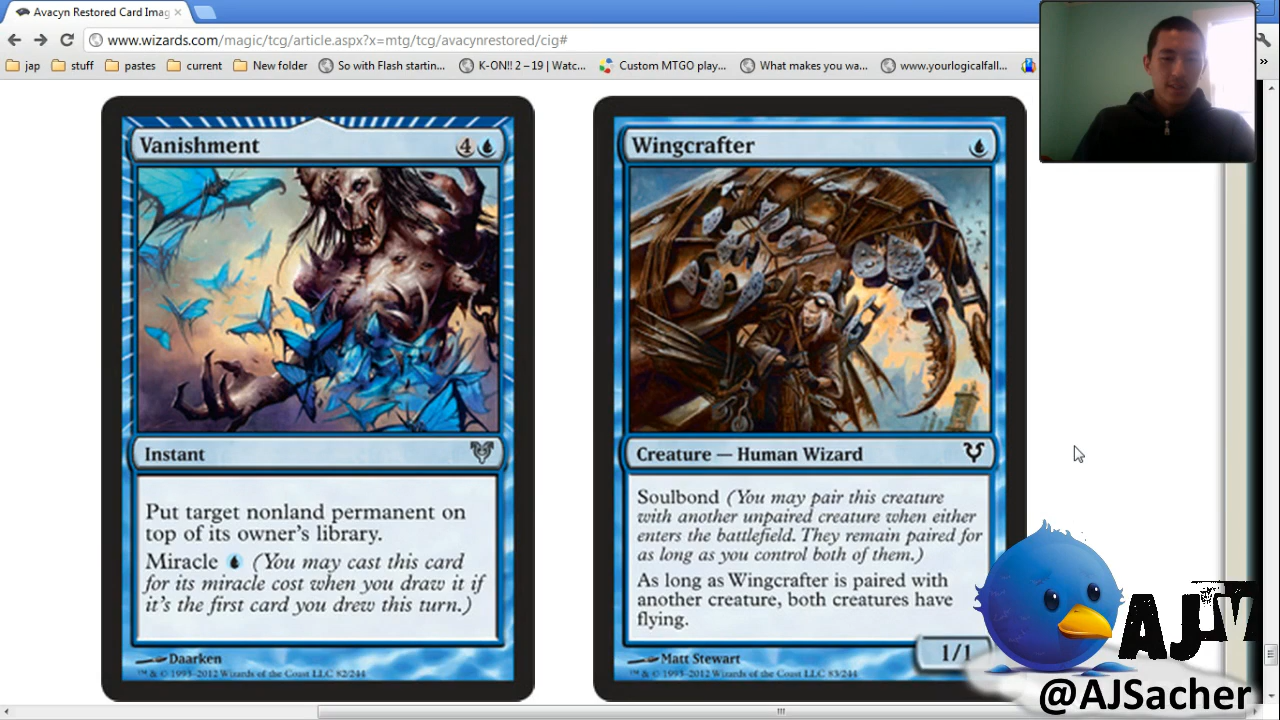 Avacyn Restored Card Imag
www.wizards.com/magic/tcg/article.aspx?x=mtg/tcg/avacynrestored/cig#
jap
stuff
pastes
current
New folder
So with Flash startin...
K-ON!! 2 – 19 | Watc...
Custom MTGO play...
What makes you wa...
www.yourlogicalfall...
»
Vanishment
4
Instant
Put target nonland permanent on
top of its owner's library.
Miracle (You may cast this card
for its miracle cost when you draw it if
it's the first card you drew this turn.)
Daarken
™ & © 1993–2012 Wizards of the Coast LLC 82/244
Wingcrafter
Creature — Human Wizard
Soulbond (You may pair this creature
with another unpaired creature when either
enters the battlefield. They remain paired for
as long as you control both of them.)
As long as Wingcrafter is paired with
another creature, both creatures have
flying.
1/1
Matt Stewart
™ & © 1993–2012 Wizards of the Coast LLC 83/244
@AJSacher